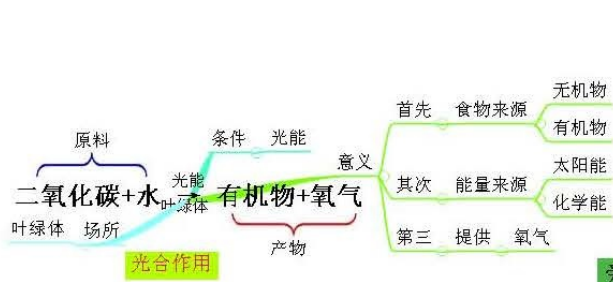 无机物
首先 食物来源
有机物
原料
条件 光能
意义
太阳能
二氧化碳+水 光能 叶绿体 有机物+氧气
其次 能量来源
化学能
叶绿体 场所
产物
第三 提供 氧气
光合作用